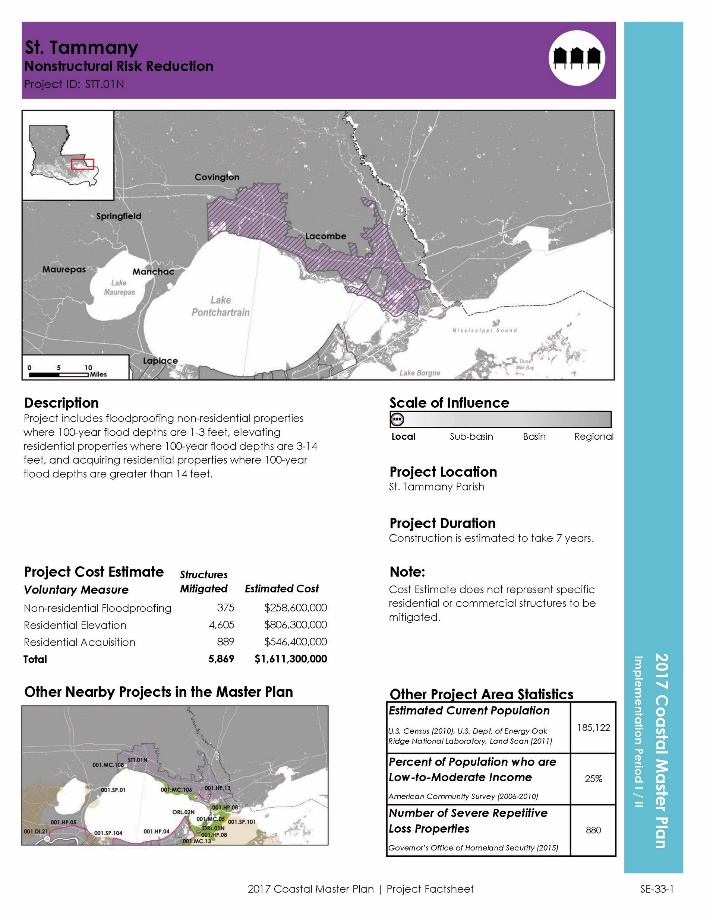 St. Tammany
Nonstructural Risk Reduction
Project ID: STT.01N
Covington
Springfield
Lacombe
Maurepas
Manchac
Lake
Maurepas
Lake
Pontchartrain
Mississippi Sound
Laplace
Lake Borgne
Three
Mile Bay
0 5 10
Miles
Description
Project includes floodproofing non-residential properties
where 100-year flood depths are 1-3 feet, elevating
residential properties where 100-year flood depths are 3-14
feet, and acquiring residential properties where 100-year
flood depths are greater than 14 feet.
Scale of Influence
Local Sub-basin Basin Regional
Project Location
St. Tammany Parish
Project Duration
Construction is estimated to take 7 years.
Project Cost Estimate
Voluntary Measure Structures Mitigated Estimated Cost
Non-residential Floodproofing 375 $258,600,000
Residential Elevation 4,605 $806,300,000
Residential Acquisition 889 $546,400,000
Total 5,869 $1,611,300,000
Note:
Cost Estimate does not represent specific
residential or commercial structures to be
mitigated.
Other Nearby Projects in the Master Plan
STT.01N
001.MC.108
001.SP.01
001.MC.106
001.HP.13
ORL.02N
001.HP.08
001.SP.101
001.HP.05
001.DI.21
001.SP.104
001.HP.04
001.HP.08
001.MC.13
Other Project Area Statistics
Estimated Current Population
U.S. Census (2010), U.S. Dept. of Energy Oak
Ridge National Laboratory, Land Scan (2011)
185,122
Percent of Population who are
Low-to-Moderate Income
American Community Survey (2006-2010)
25%
Number of Severe Repetitive
Loss Properties
Governor's Office of Homeland Security (2015)
880
2017 Coastal Master Plan
Implementation Period I / II
2017 Coastal Master Plan | Project Factsheet
SE-33-1